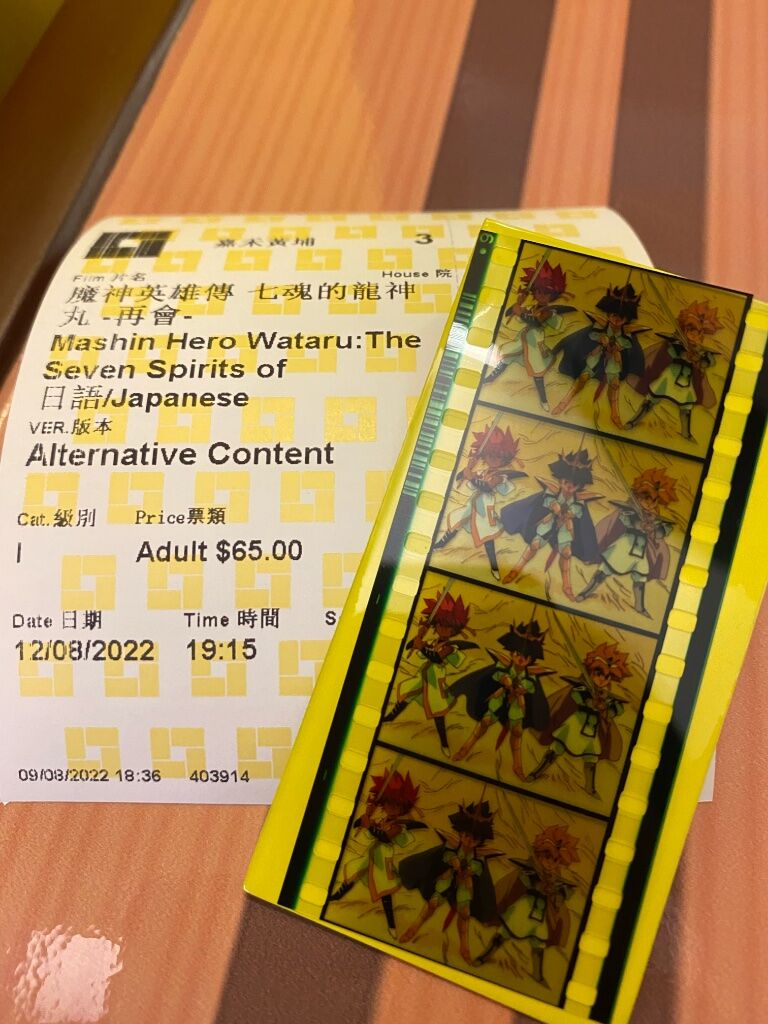 嘉禾黃埔 3
Film 片名 House 院
魔神英雄傳 七魂的龍神
丸 -再會-
Mashin Hero Wataru:The
Seven Spirits of
日語/Japanese
VER.版本
Alternative Content
Cat.級別 Price票類
I Adult $65.00
Date 日期 Time 時間 S
12/08/2022 19:15
09/08/2022 18:36 403914